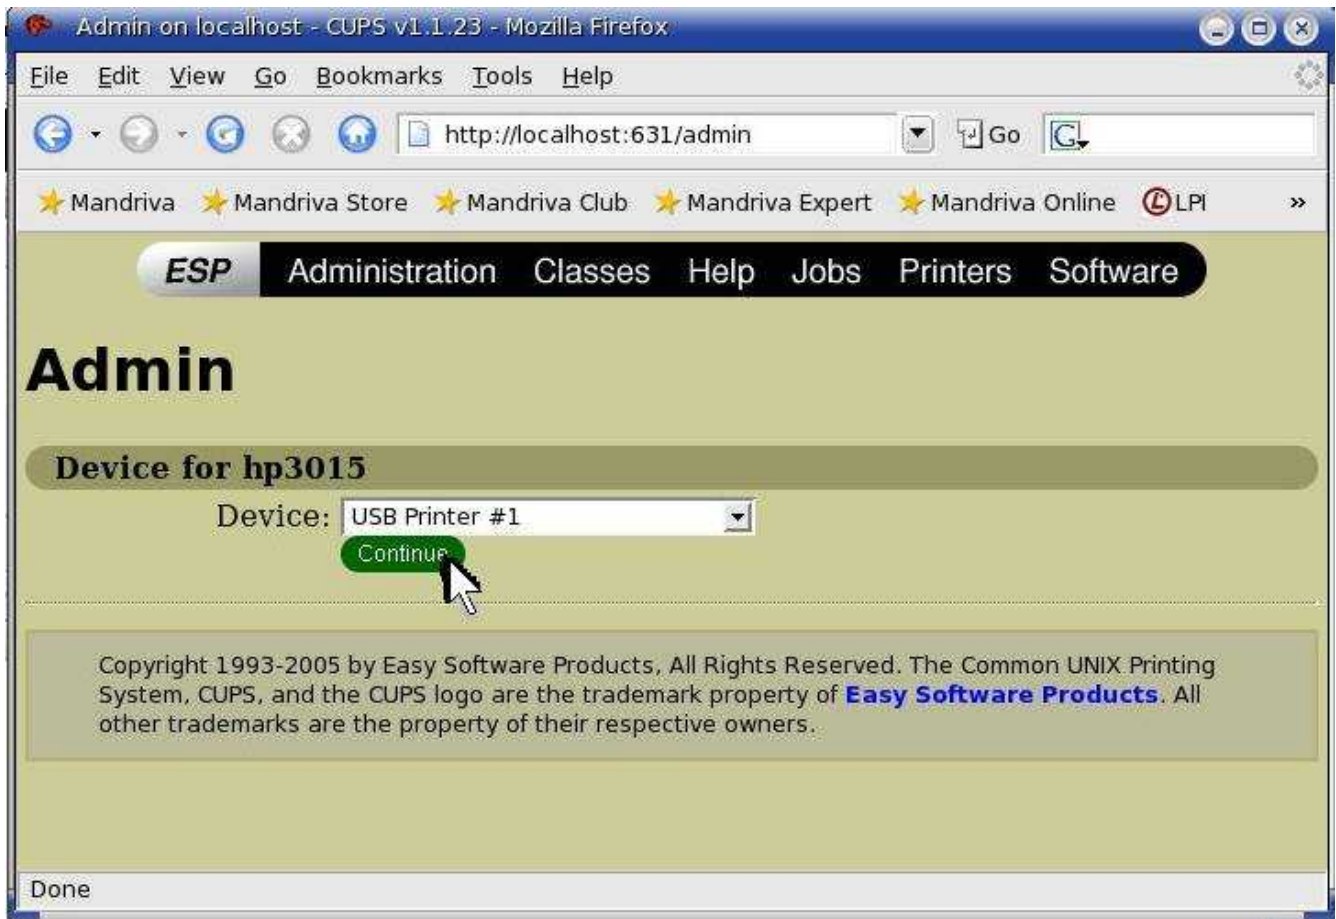 Admin on localhost - CUPS v1.1.23 - Mozilla Firefox
File Edit View Go Bookmarks Tools Help
http://localhost:631/admin Go G
Mandriva Mandriva Store Mandriva Club Mandriva Expert Mandriva Online LPI »
ESP Administration Classes Help Jobs Printers Software
Admin
Device for hp3015
Device: USB Printer #1
Continue
Copyright 1993-2005 by Easy Software Products, All Rights Reserved. The Common UNIX Printing
System, CUPS, and the CUPS logo are the trademark property of Easy Software Products. All
other trademarks are the property of their respective owners.
Done